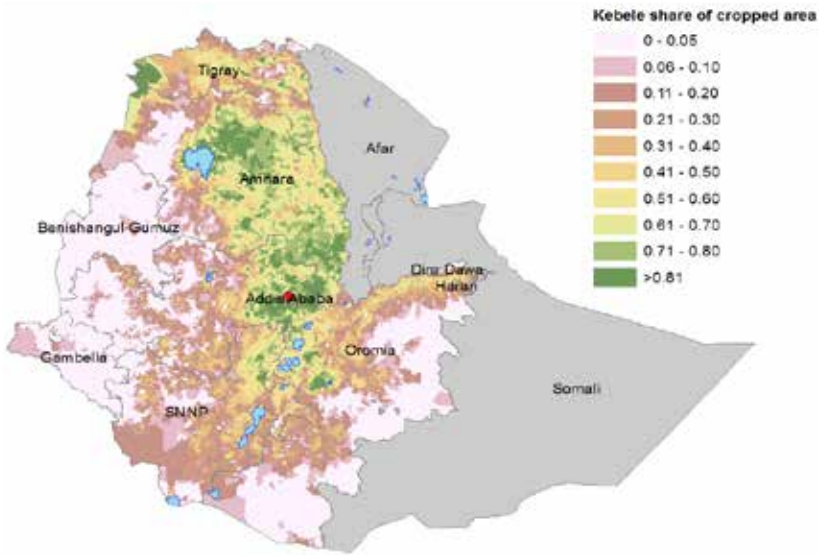 Kebele share of cropped area
0 - 0.05
0.06 - 0.10
0.11 - 0.20
0.21 - 0.30
0.31 - 0.40
0.41 - 0.50
0.51 - 0.60
0.61 - 0.70
0.71 - 0.80
>0.81
Tigray
Afar
Amhara
Benishangul Gumuz
Dira Dawa
Harari
Addis Ababa
Gambella
Oromia
Somali
SNNP